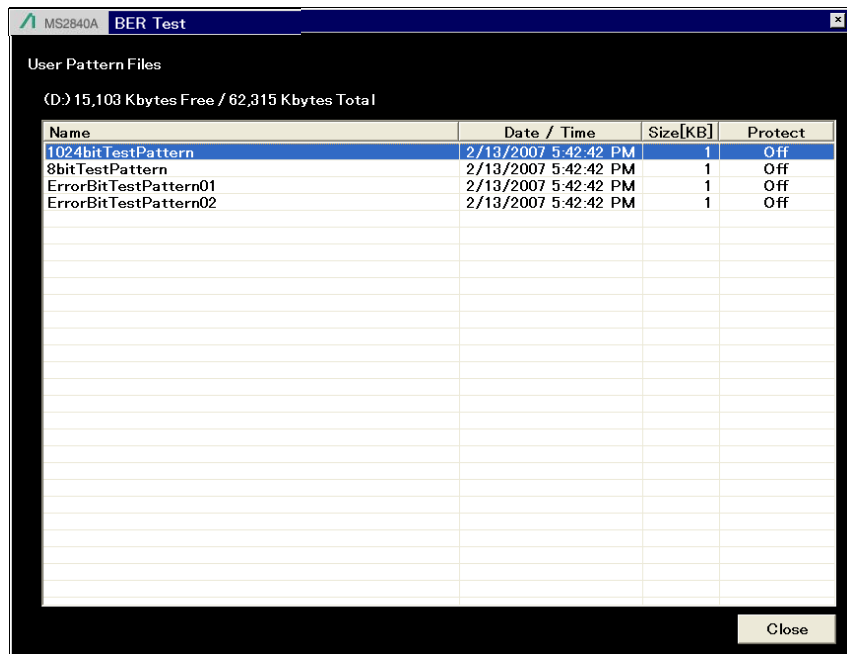 MS2840A BER Test
User Pattern Files
(D:) 15,103 Kbytes Free / 62,315 Kbytes Total
Name Date / Time Size[KB] Protect
1024bitTestPattern 2/13/2007 5:42:42 PM 1 Off
8bitTestPattern 2/13/2007 5:42:42 PM 1 Off
ErrorBitTestPattern01 2/13/2007 5:42:42 PM 1 Off
ErrorBitTestPattern02 2/13/2007 5:42:42 PM 1 Off
Close